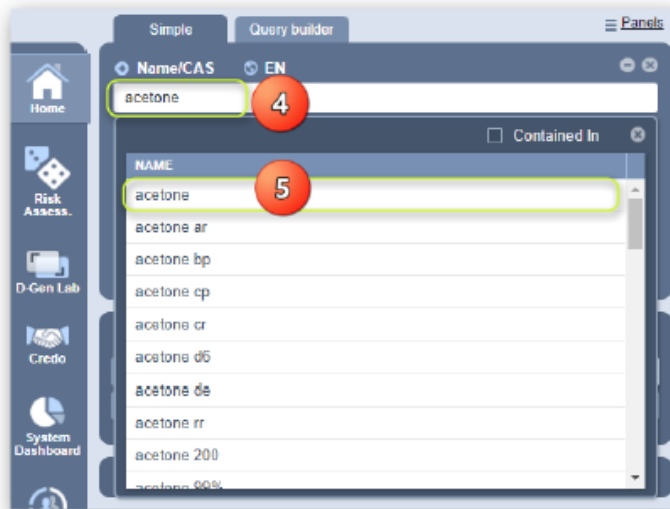 Simple Query builder Panels
Name/CAS EN
acetone 4
Contained In
NAME
5
acetone
acetone ar
acetone bp
acetone cp
acetone cr
acetone d6
acetone de
acetone rr
acetone 200
acetone 99%
Home
Risk
Assess.
D-Gen Lab
Credo
System
Dashboard